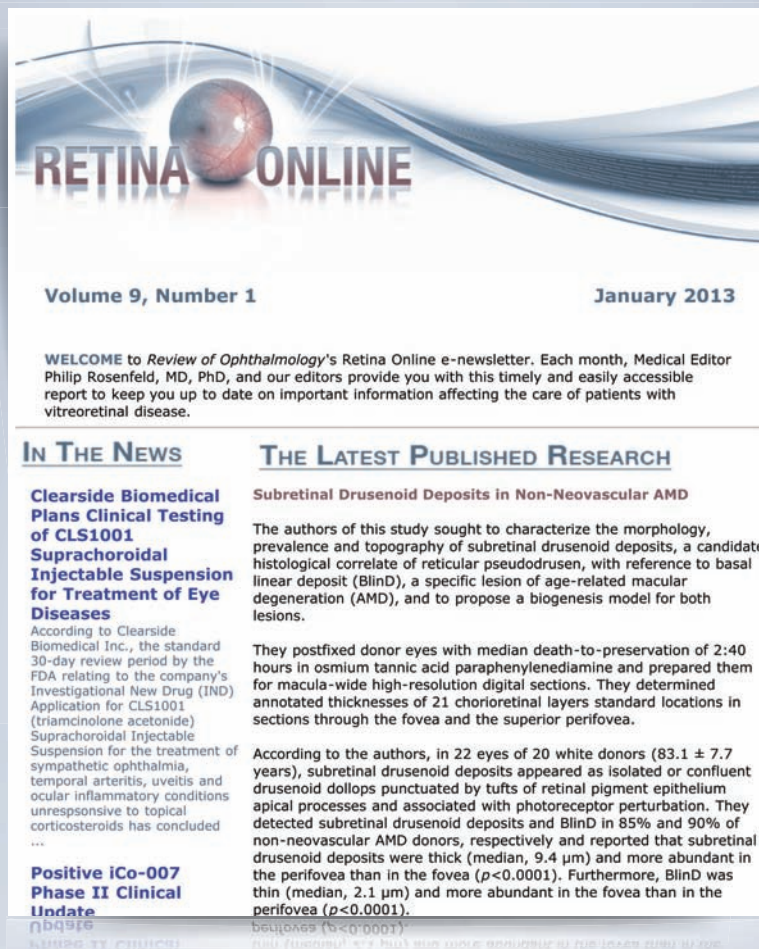 RETINA ONLINE
Volume 9, Number 1
January 2013
WELCOME to Review of Ophthalmology's Retina Online e-newsletter. Each month, Medical Editor
Philip Rosenfeld, MD, PhD, and our editors provide you with this timely and easily accessible
report to keep you up to date on important information affecting the care of patients with
vitreoretinal disease.
IN THE NEWS
Clearside Biomedical
Plans Clinical Testing
of CLS1001
Suprachoroidal
Injectable Suspension
for Treatment of Eye
Diseases
According to Clearside
Biomedical Inc., the standard
30-day review period by the
FDA relating to the company's
Investigational New Drug (IND)
Application for CLS1001
(triamcinolone acetonide)
Suprachoroidal Injectable
Suspension for the treatment of
sympathetic ophthalmia,
temporal arteritis, uveitis and
ocular inflammatory conditions
unrespsonsive to topical
corticosteroids has concluded
...
Positive iCo-007
Phase II Clinical
Update
THE LATEST PUBLISHED RESEARCH
Subretinal Drusenoid Deposits in Non-Neovascular AMD
The authors of this study sought to characterize the morphology,
prevalence and topography of subretinal drusenoid deposits, a candidate
histological correlate of reticular pseudodrusen, with reference to basal
linear deposit (BlinD), a specific lesion of age-related macular
degeneration (AMD), and to propose a biogenesis model for both
lesions.
They postfixed donor eyes with median death-to-preservation of 2:40
hours in osmium tannic acid paraphenylenediamine and prepared them
for macula-wide high-resolution digital sections. They determined
annotated thicknesses of 21 chorioretinal layers standard locations in
sections through the fovea and the superior perifovea.
According to the authors, in 22 eyes of 20 white donors (83.1 ± 7.7
years), subretinal drusenoid deposits appeared as isolated or confluent
drusenoid dollops punctuated by tufts of retinal pigment epithelium
apical processes and associated with photoreceptor perturbation. They
detected subretinal drusenoid deposits and BlinD in 85% and 90% of
non-neovascular AMD donors, respectively and reported that subretinal
drusenoid deposits were thick (median, 9.4 µm) and more abundant in
the perifovea than in the fovea (p<0.0001). Furthermore, BlinD was
thin (median, 2.1 µm) and more abundant in the fovea than in the
perifovea (p<0.0001).